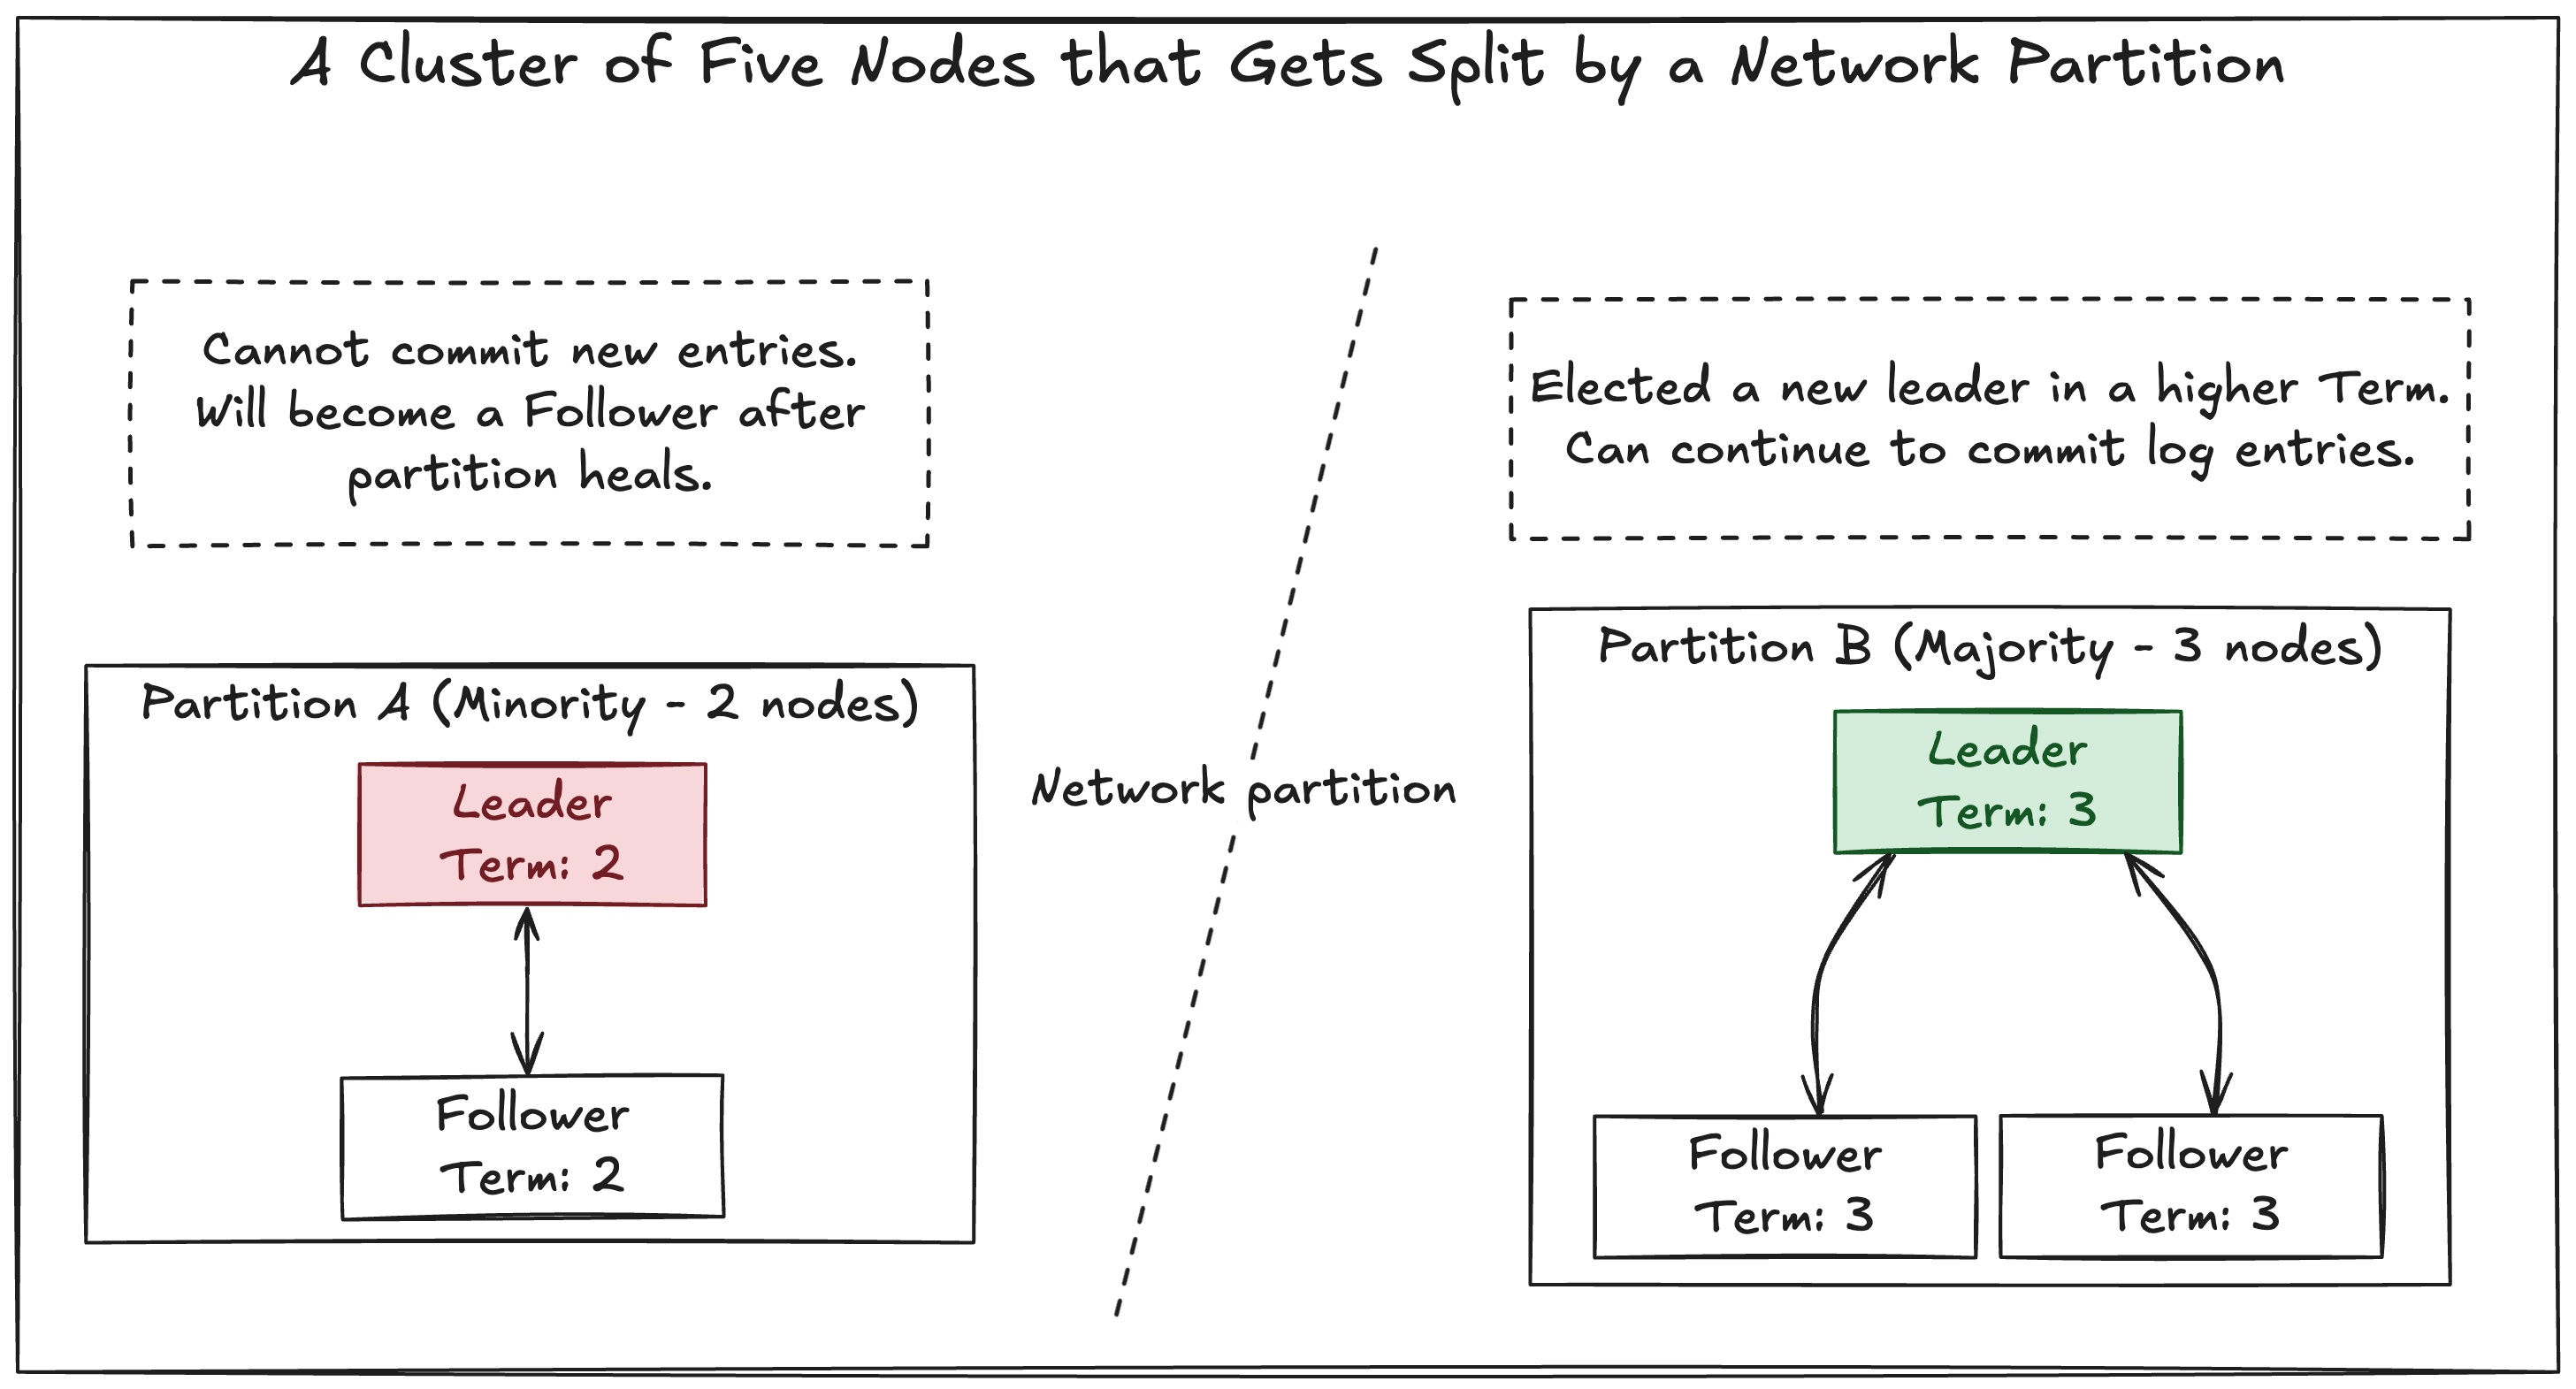 A Cluster of Five Nodes that Gets Split by a Network Partition
Cannot commit new entries.
Will become a Follower after
partition heals.
Elected a new leader in a higher Term.
Can continue to commit log entries.
Partition A (Minority - 2 nodes)
Leader
Term: 2
Follower
Term: 2
Network partition
Partition B (Majority - 3 nodes)
Leader
Term: 3
Follower
Term: 3
Follower
Term: 3